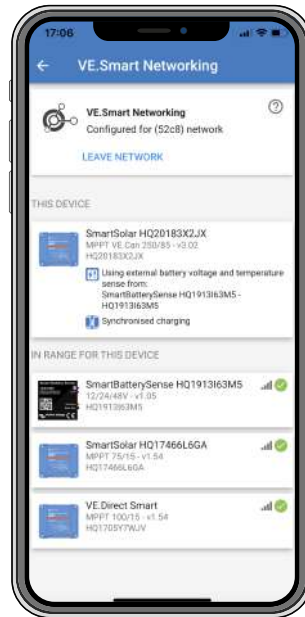 17:06
VE.Smart Networking
VE.Smart Networking
Configured for (52c8) network
LEAVE NETWORK
THIS DEVICE
SmartSolar HQ20183X2JX
MPPT VE.Can 250/85 - v3.02
HQ20183X2JX
Using external battery voltage and temperature
sense from:
SmartBatterySense HQ1913I63M5 -
HQ1913I63M5
Synchronised charging
IN RANGE FOR THIS DEVICE
SmartBatterySense HQ1913I63M5
12/24/48V - v1.05
HQ1913I63M5
SmartSolar HQ17466L6GA
MPPT 75/15 - v1.54
HQ17466L6GA
VE.Direct Smart
MPPT 100/15 - v1.54
HQ1705Y7WJV